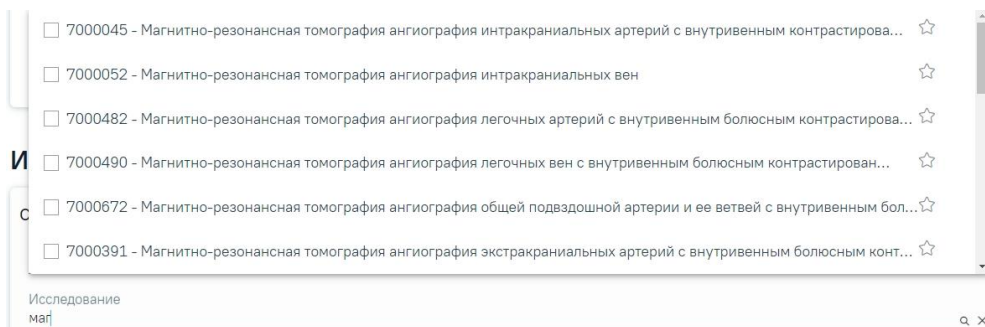 7000045 - Магнитно-резонансная томография ангиография интракраниальных артерий с внутривенным контрастирова...
7000052 - Магнитно-резонансная томография ангиография интракраниальных вен
7000482 - Магнитно-резонансная томография ангиография легочных артерий с внутривенным болюсным контрастирова...
И
7000490 - Магнитно-резонансная томография ангиография легочных вен с внутривенным болюсным контрастирован...
С
7000672 - Магнитно-резонансная томография ангиография общей подвздошной артерии и ее ветвей с внутривенным бол...
7000391 - Магнитно-резонансная томография ангиография экстракраниальных артерий с внутривенным болюсным конт...
Исследование
маг